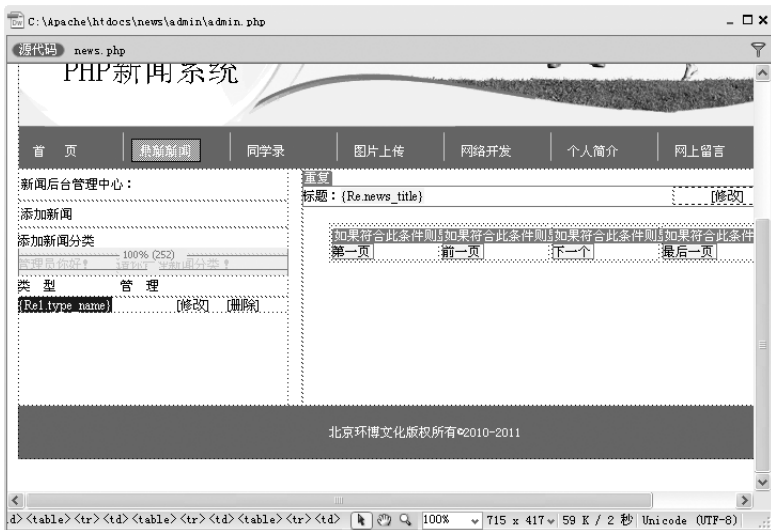 C:\Apache\htdocs\news\admin\admin.php
源代码 news.php
PHP新闻系统
首 页 最新新闻 同学录 图片上传 网络开发 个人简介 网上留言
新闻后台管理中心：
添加新闻
添加新闻分类
100% (252)
管理员你好！
类 型 管 理
{Re1.type_name} [修改] [删除]
重复
标题：{Re.news_title} [修改]
如果符合此条件则 如果符合此条件则 如果符合此条件则 如果符合此条件
第一页 前一页 下一个 最后一页
北京环博文化版权所有©2010-2011
d> <table> <tr> <td> <table> <tr> <td> <table> <tr> <td> 100% 715 x 417 59 K / 2 秒 Unicode (UTF-8)